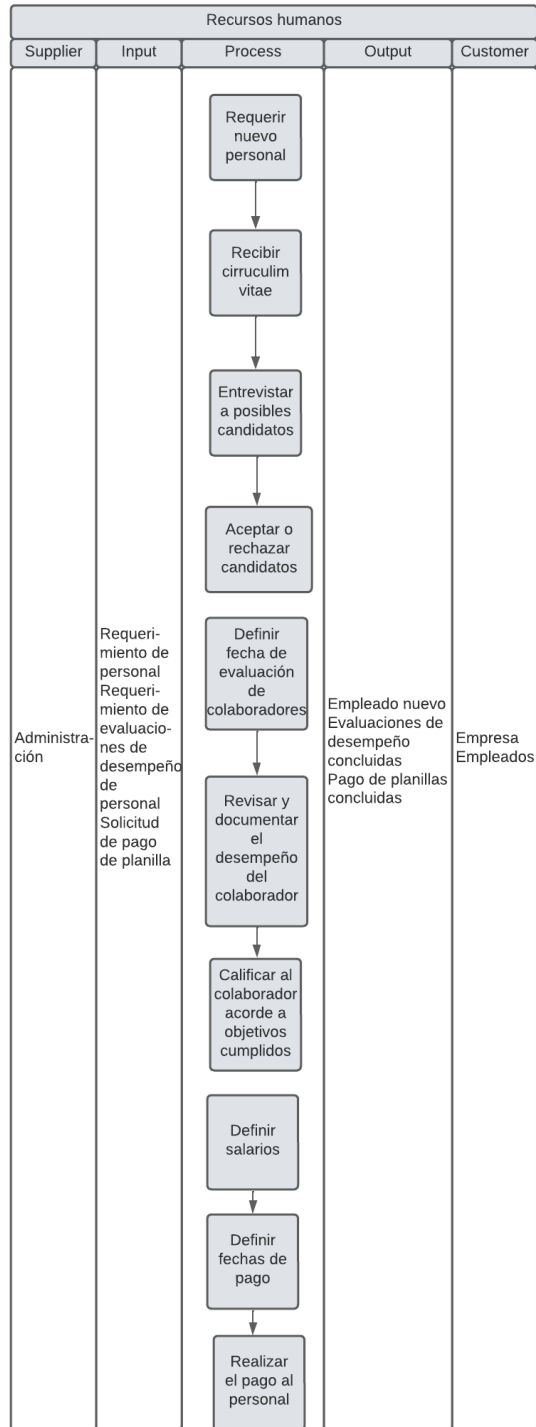 Recursos humanos
Supplier
Input
Process
Output
Customer
Requerir
nuevo
personal
Recibir
cirruculim
vitae
Entrevistar
a posibles
candidatos
Aceptar o
rechazar
candidatos
Administra-
ción
Requeri-
miento de
personal
Requeri-
miento de
evaluacio-
nes de
desempeño
de
personal
Solicitud
de pago
de planilla
Definir
fecha de
evaluación
de
colaboradores
Revisar y
documentar
el
desempeño
del
colaborador
Calificar al
colaborador
acorde a
objetivos
cumplidos
Definir
salarios
Definir
fechas de
pago
Realizar
el pago al
personal
Empleado nuevo
Evaluaciones de
desempeño
concluidas
Pago de planillas
concluidas
Empresa
Empleados